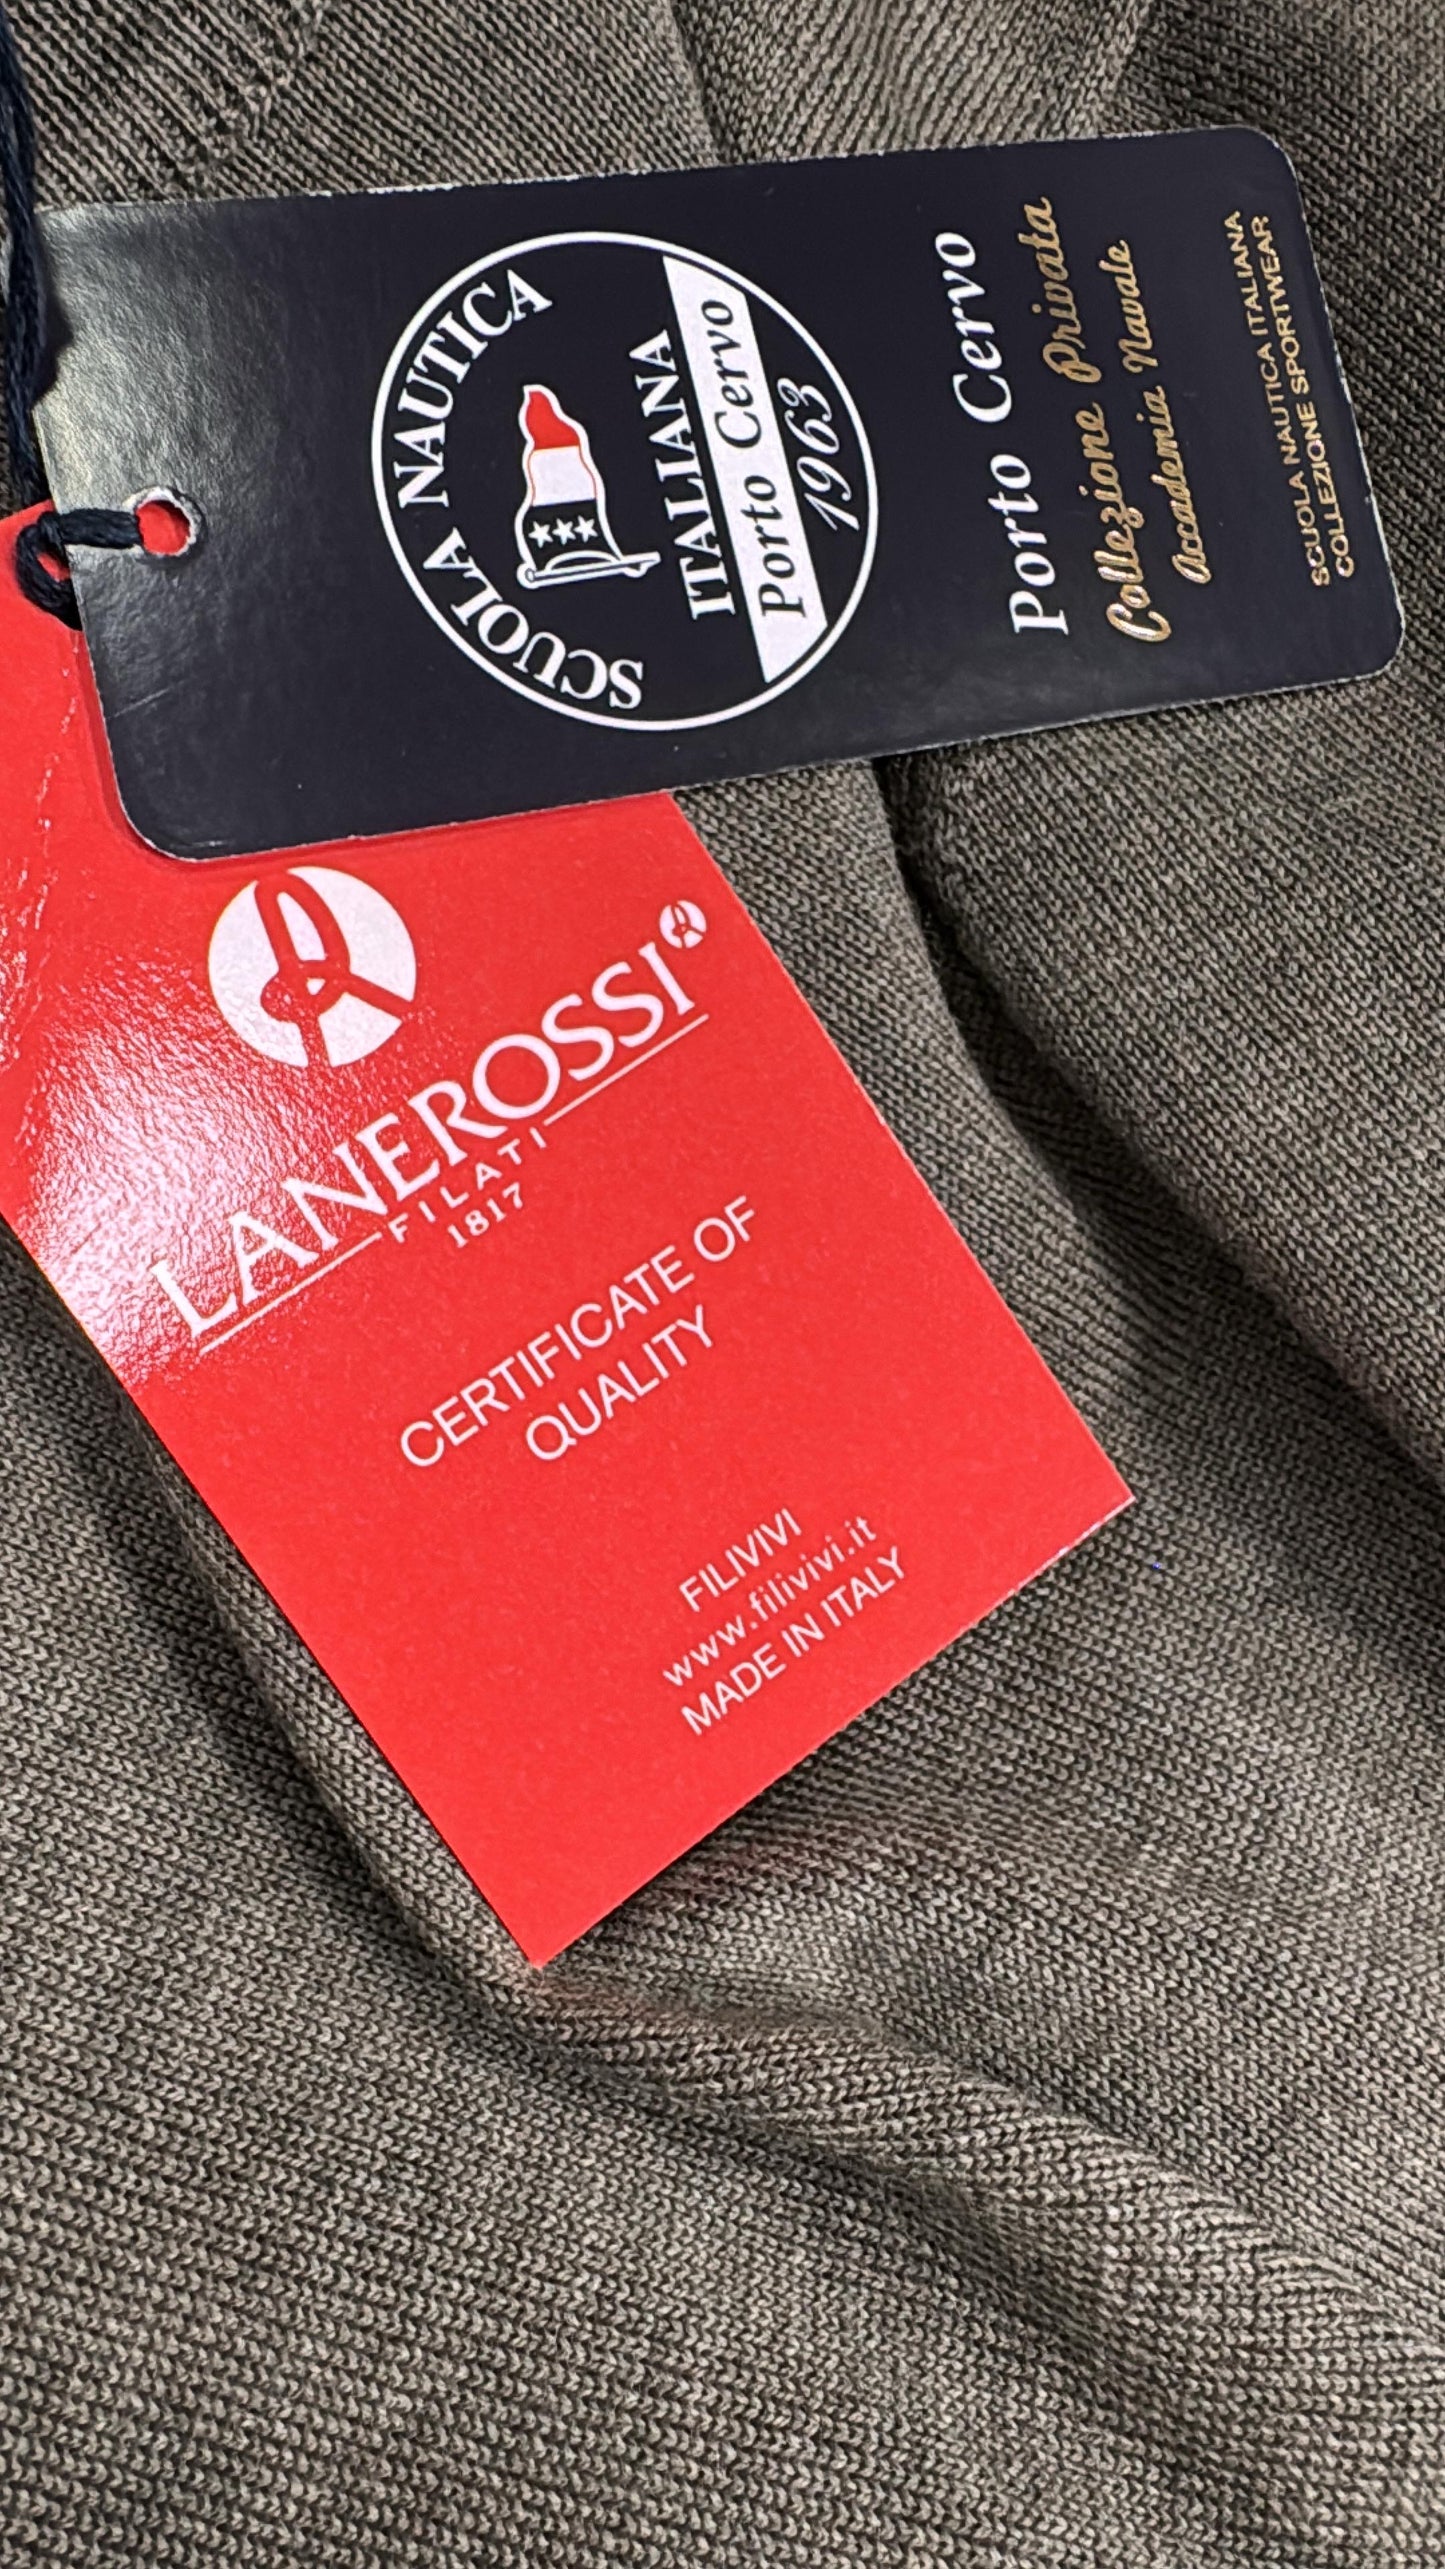 SCUOLA NAUTICA
ITALIANA
Porto Cervo
1963
Porto Cervo
Collezione Privata
Accademia Navale
SCUOLA NAUTICA ITALIANA
COLLEZIONE SPORTWEAR
LANEROSSI
FILATI
1817
CERTIFICATE OF
QUALITY
FILIVIVI
www.filivivi.it
MADE IN ITALY